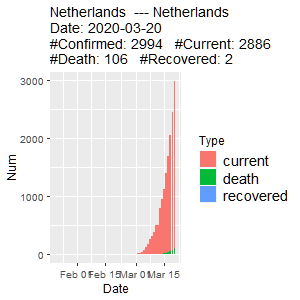 Netherlands --- Netherlands
Date: 2020-03-20
#Confirmed: 2994 #Current: 2886
#Death: 106 #Recovered: 2
3000
2000
1000
0
Num
Feb 01 Feb 15 Mar 01 Mar 15
Date
Type
current
death
recovered